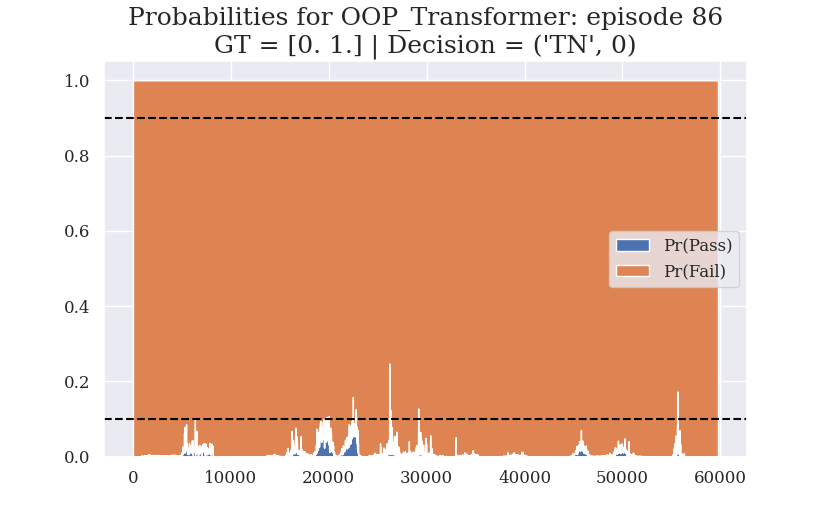 Probabilities for OOP_Transformer: episode 86
GT = [0. 1.] | Decision = ('TN', 0)
1.0
0.8
0.6
0.4
0.2
0.0
Pr(Pass)
Pr(Fail)
0 10000 20000 30000 40000 50000 60000